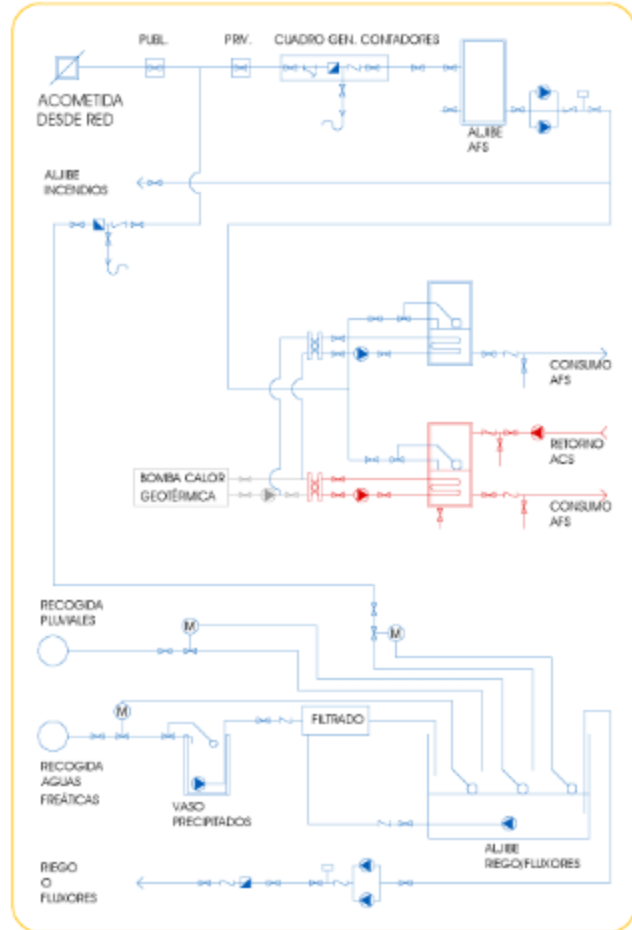 PUBL.
PRIV.
CUADRO GEN. CONTADORES
ACOMETIDA
DESDE RED
ALJIBE
AFS
ALJIBE
INCENDIOS
CONSUMO
AFS
RETORNO
ACS
BOMBA CALOR
GEOTÉRMICA
CONSUMO
AFS
RECOGIDA
PLUVIALES
M
M
M
FILTRADO
RECOGIDA
AGUAS
FREÁTICAS
VASO
PRECIPITADOS
ALJIBE
RIEGO/FLUXORES
RIEGO
O
FLUXORES